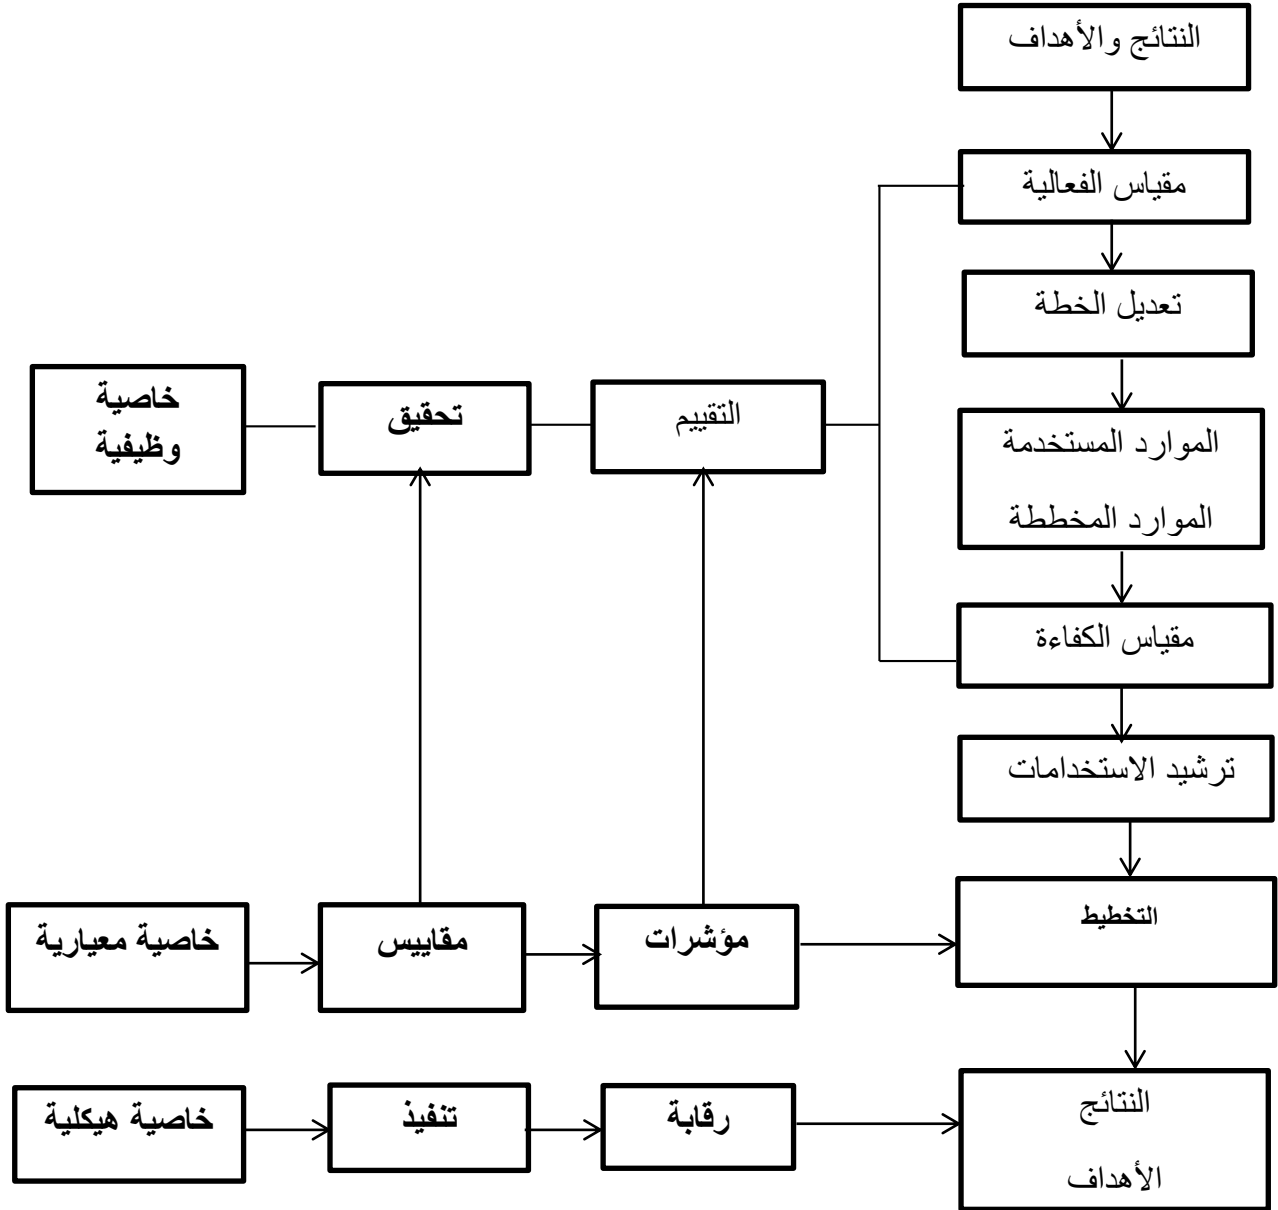 النتائج والأهداف
مقياس الفعالية
تعديل الخطة
الموارد المستخدمة
الموارد المخططة
مقياس الكفاءة
ترشيد الاستخدامات
التقييم
تحقيق
خاصية
وظيفية
التخطيط
مؤشرات
مقاييس
خاصية معيارية
النتائج
الأهداف
رقابة
تنفيذ
خاصية هيكلية